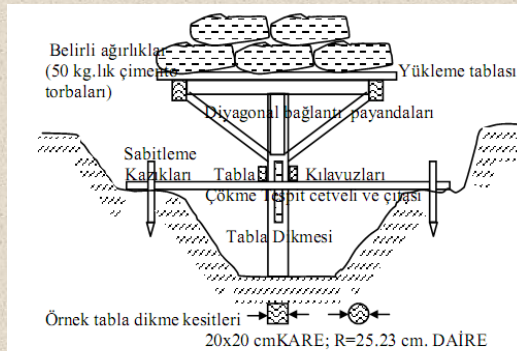 Belirli ağırlıklar
(50 kg.lık çimento
torbaları)
Yükleme tablası
Diyagonal bağlantı payandaları
Sabitleme
Kazıkları
Tabla Kılavuzları
Çökme Tespit cetveli ve çıtası
Tabla Dikmesi
Örnek tabla dikme kesitleri
20x20 cmKARE; R=25.23 cm. DAİRE